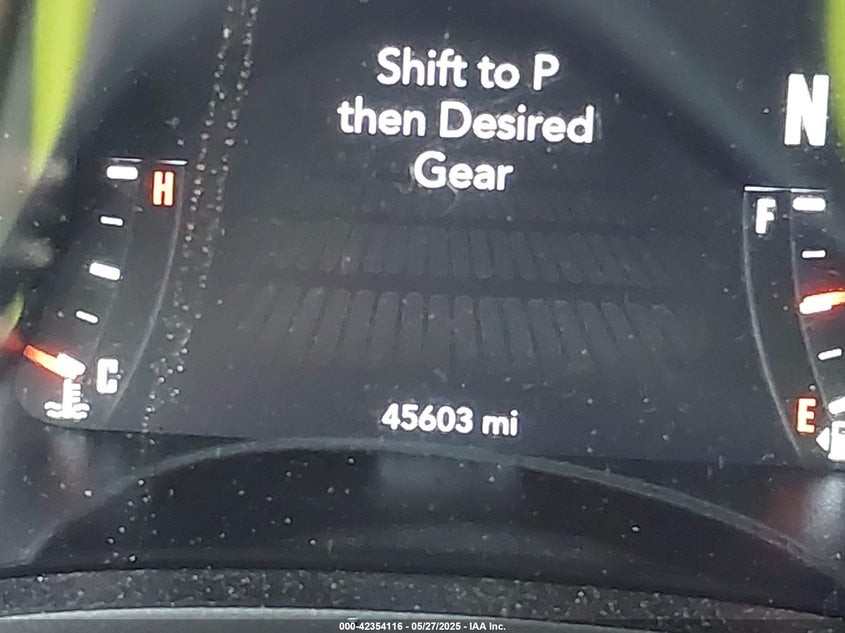 Shift to P
then Desired
Gear
N
H
F
C
E
45603 mi
000-42354116 - 05/27/2025 - IAA Inc.